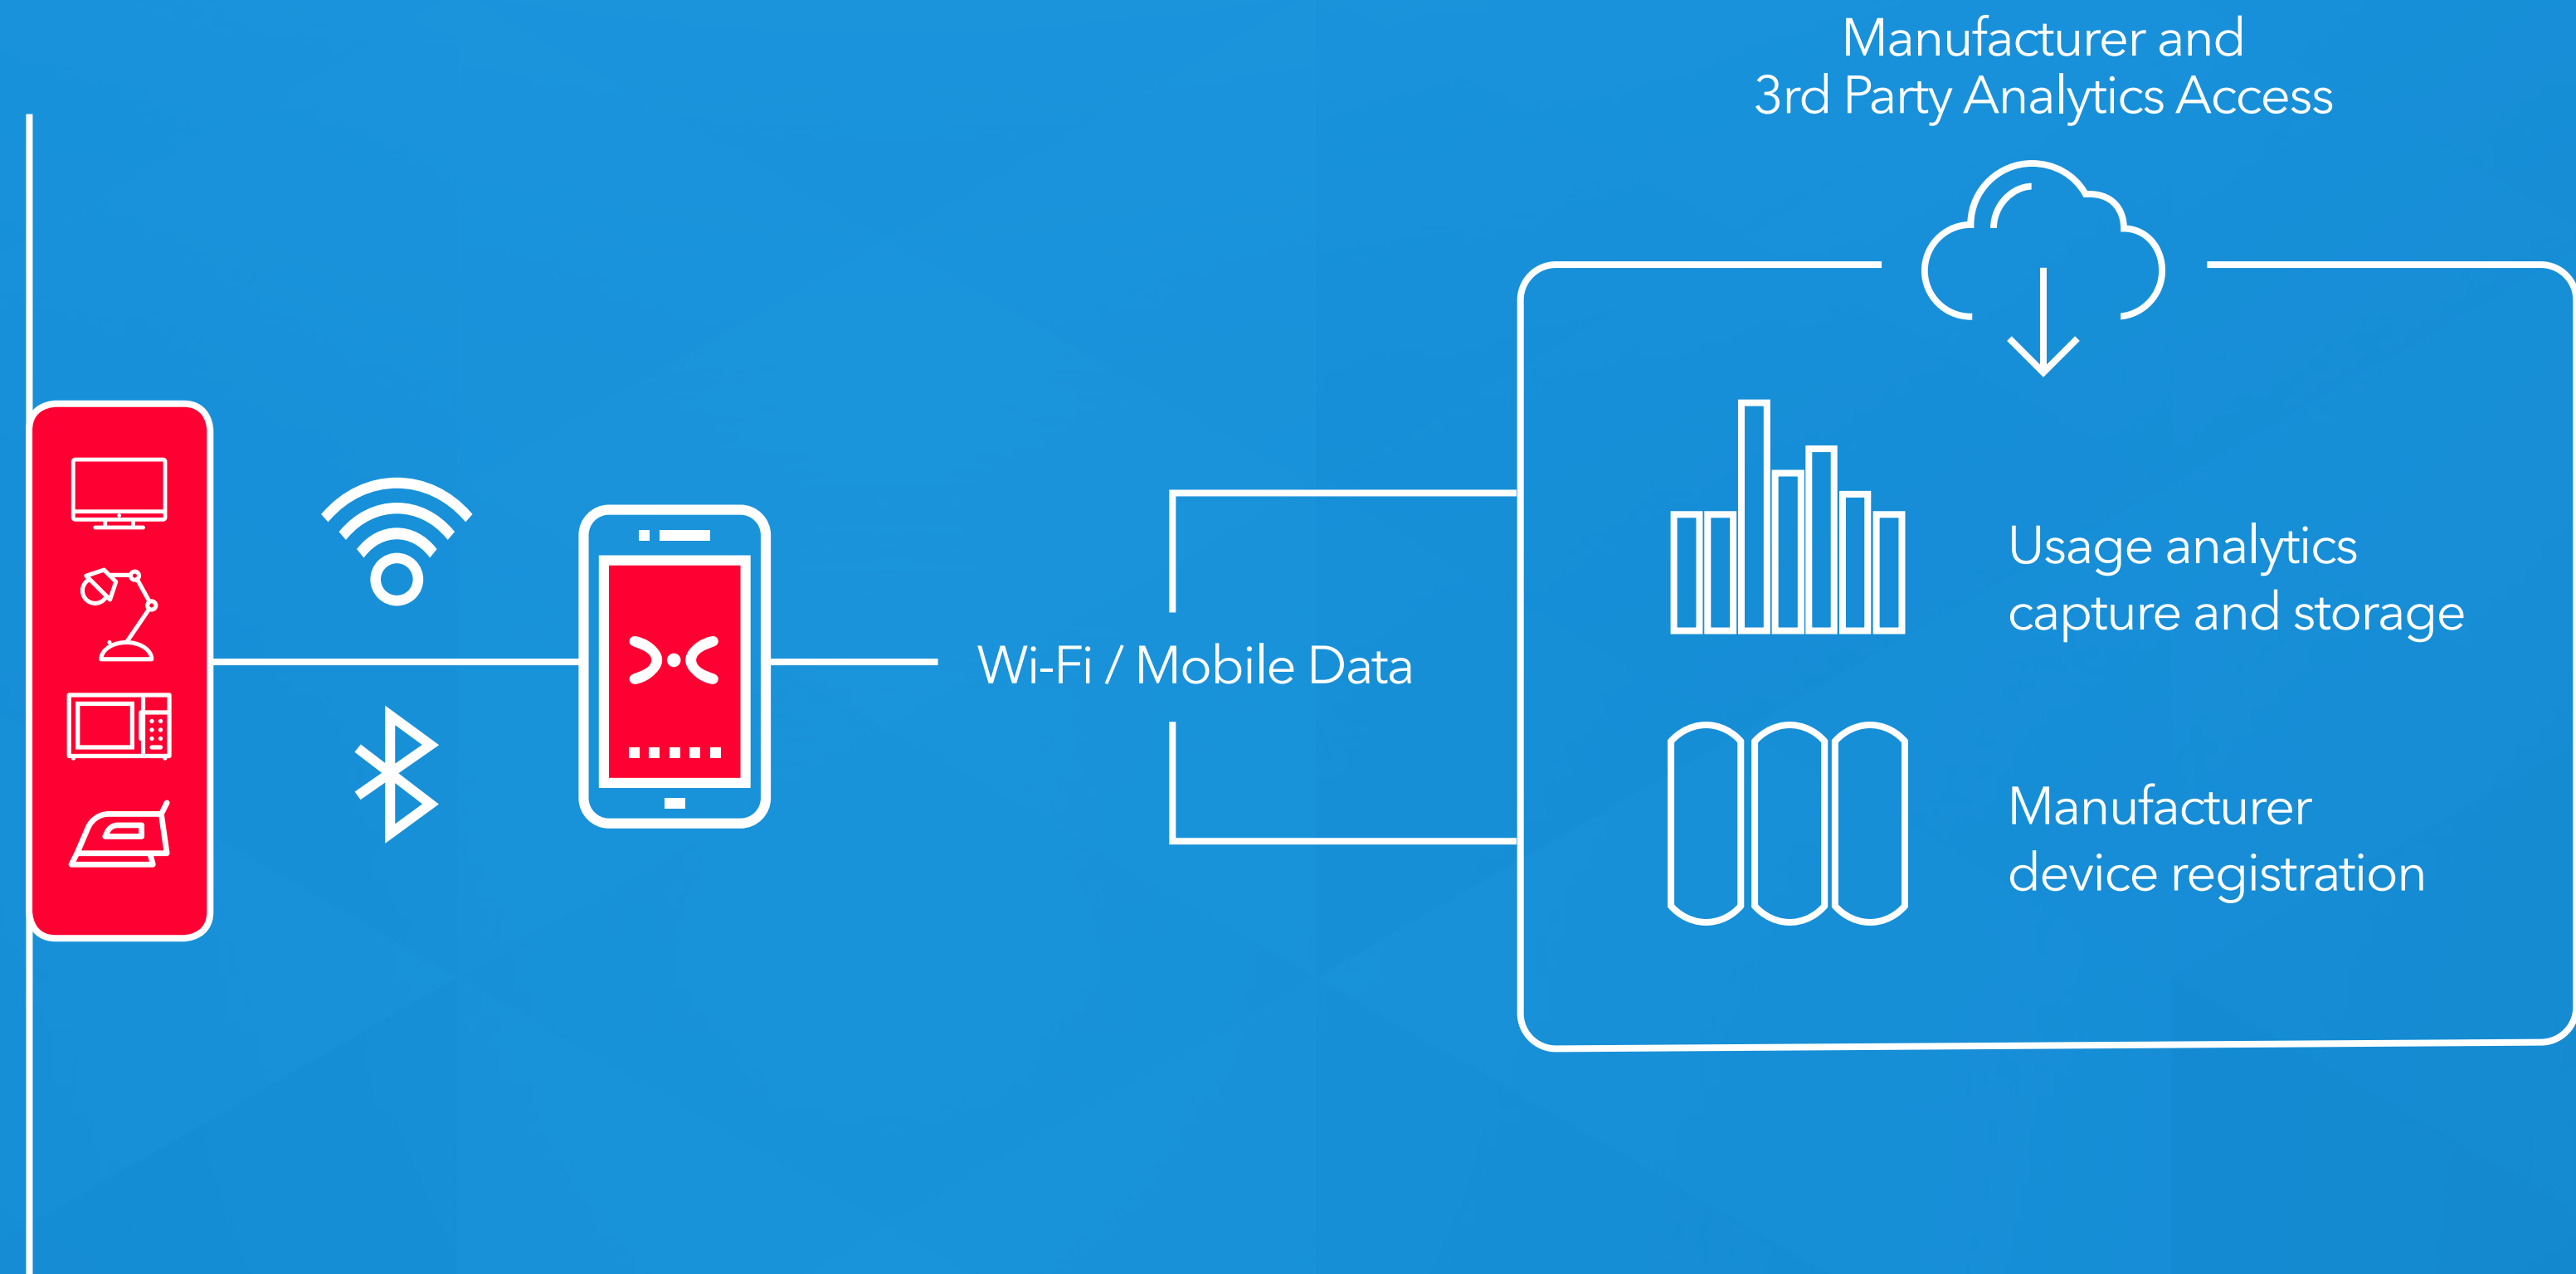 Manufacturer and
3rd Party Analytics Access
Usage analytics
capture and storage
Wi-Fi / Mobile Data
Manufacturer
device registration